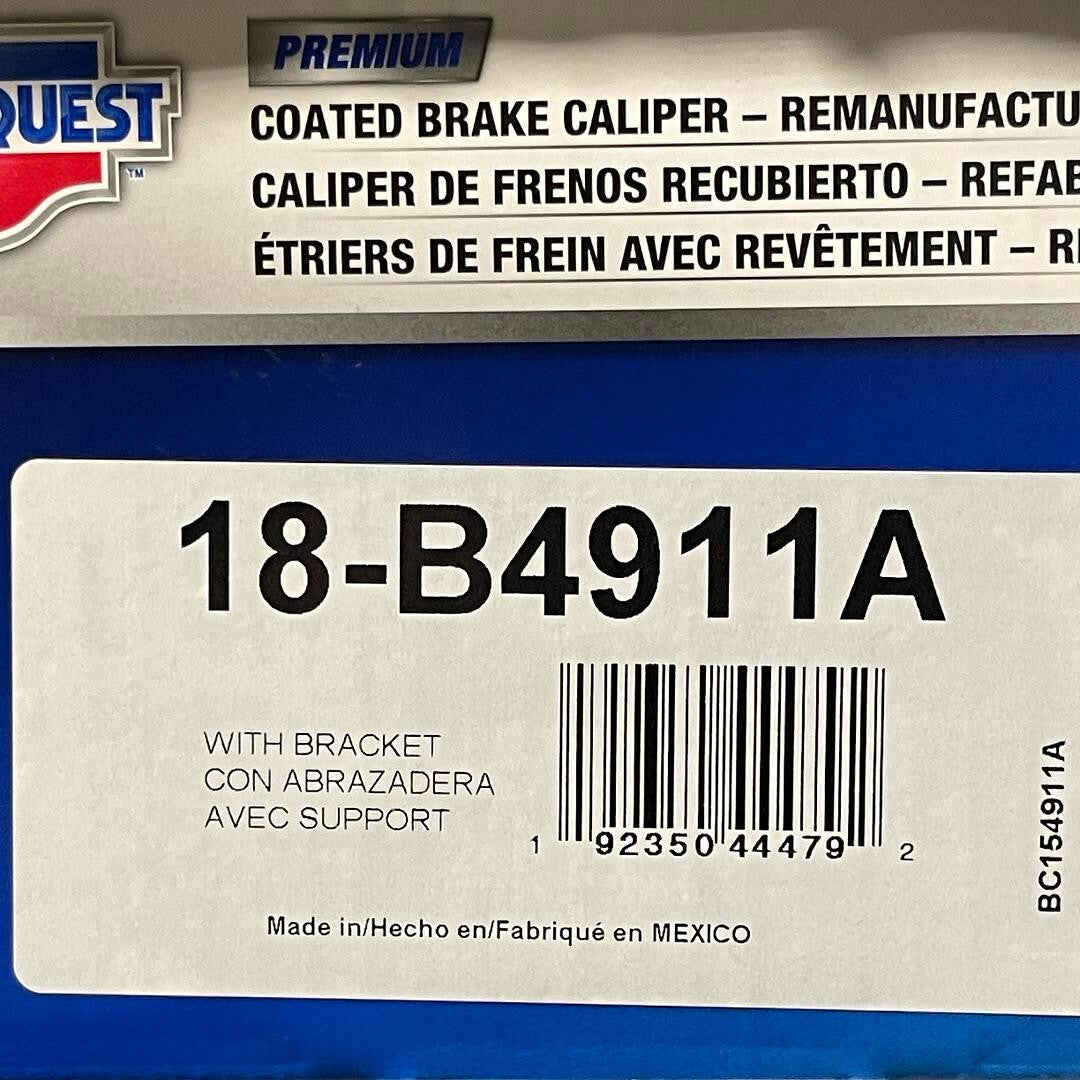 QUEST
TM
PREMIUM
COATED BRAKE CALIPER – REMANUFACTU
CALIPER DE FRENOS RECUBIERTO – REFAB
ÉTRIERS DE FREIN AVEC REVÊTEMENT – R
18-B4911A
WITH BRACKET
CON ABRAZADERA
AVEC SUPPORT
1 92350 44479 2
BC154911A
Made in/Hecho en/Fabriqué en MEXICO